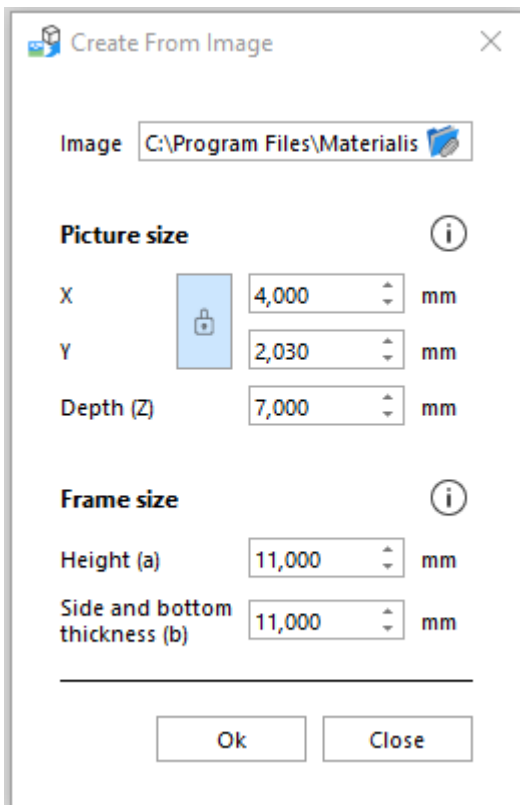 Create From Image
Image C:\Program Files\Materialis
Picture size
X 4,000 mm
Y 2,030 mm
Depth (Z) 7,000 mm
Frame size
Height (a) 11,000 mm
Side and bottom
thickness (b) 11,000 mm
Ok Close